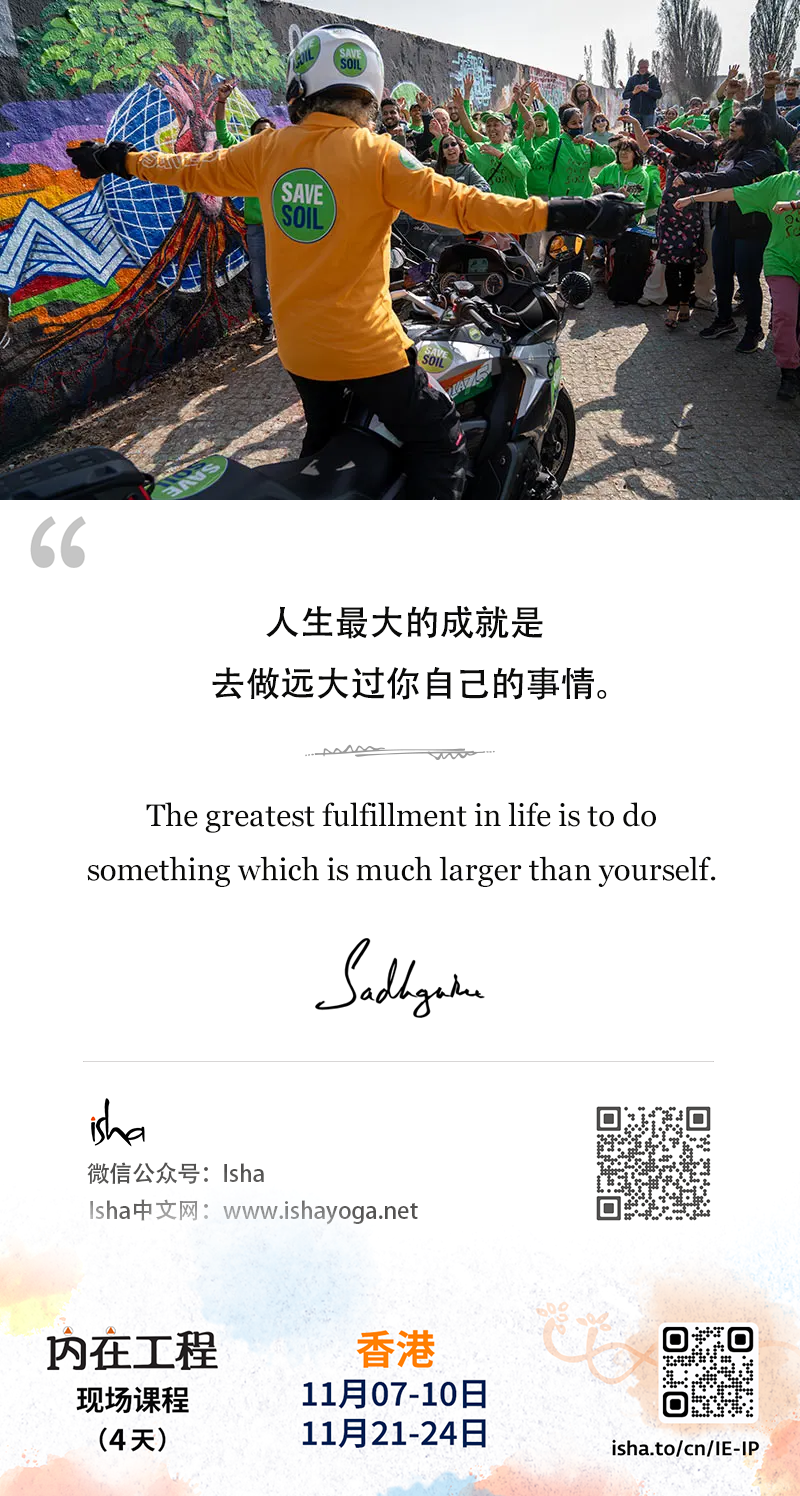 SAVE
SOIL
SAVE
SOIL
SAVE
SOIL
SAVE
SOIL
人生最大的成就是
去做远大过你自己的事情。
The greatest fulfillment in life is to do
something which is much larger than yourself.
Sadhguru
isha
微信公众号：Isha
Isha中文网：www.ishayoga.net
内在工程
现场课程
（4 天）
香港
11月07-10日
11月21-24日
isha.to/cn/IE-IP